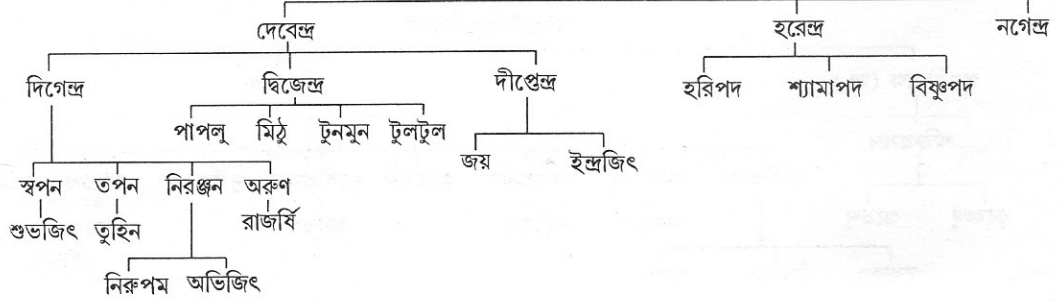 দেবেন্দ্র হরেন্দ্র নগেন্দ্র
দিগেন্দ্র দ্বিজেন্দ্র দীপ্তেন্দ্র হরিপদ শ্যামাপদ বিষ্ণুপদ
পাপলু মিঠু টুনমুন টুলটুল
জয় ইন্দ্রজিৎ
স্বপন তপন নিরঞ্জন অরুণ
শুভজিৎ তুহিন রাজর্ষি
নিরুপম অভিজিৎ